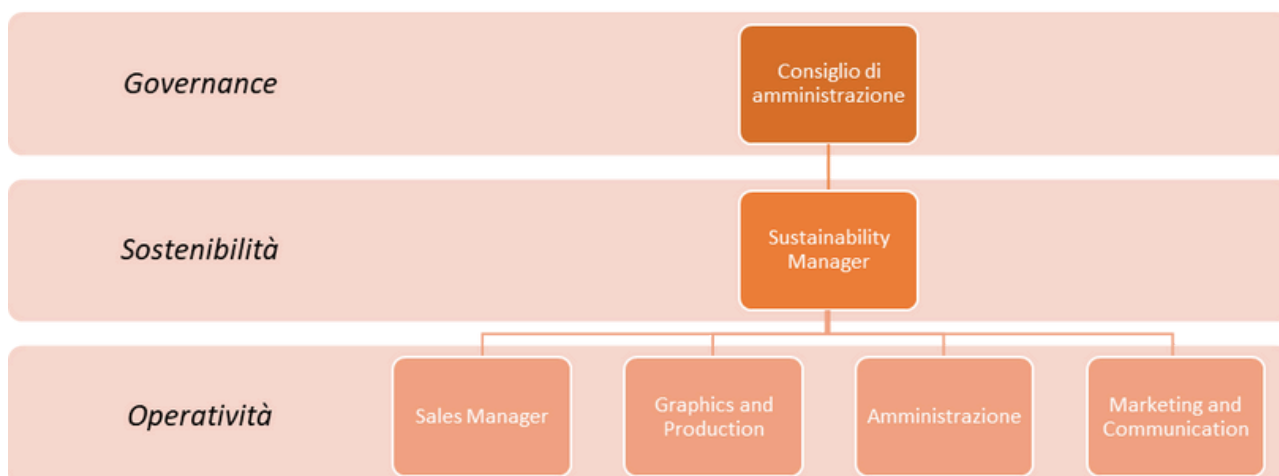 Governance
Consiglio di
amministrazione
Sostenibilità
Sustainability
Manager
Operatività
Sales Manager
Graphics and
Production
Amministrazione
Marketing and
Communication